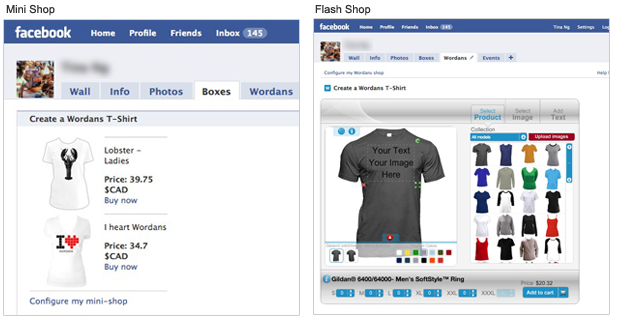 Mini Shop
facebook Home Profile Friends Inbox 145
Wall Info Photos Boxes Wordans
Create a Wordans T-Shirt
Lobster –
Ladies
Price: 39.75
$CAD
Buy now
I heart Wordans
I
Price: 34.7
$CAD
Buy now
Configure my mini-shop
Flash Shop
facebook Home Profile Friends Inbox 145 Tina Ng Settings
Wall Info Photos Boxes Wordans Events +
Configure my Wordans shop Help
Create a Wordans T-Shirt
Select Product Select Image Add Text
Collection
All models Upload images
Your Text
Your Image
Here
Gildan® 6400/64000- Men's SoftStyle™ Ring
Price $20.32
S 0 M 0 L 0 XL 0 XXL 0 XXXL Add to cart